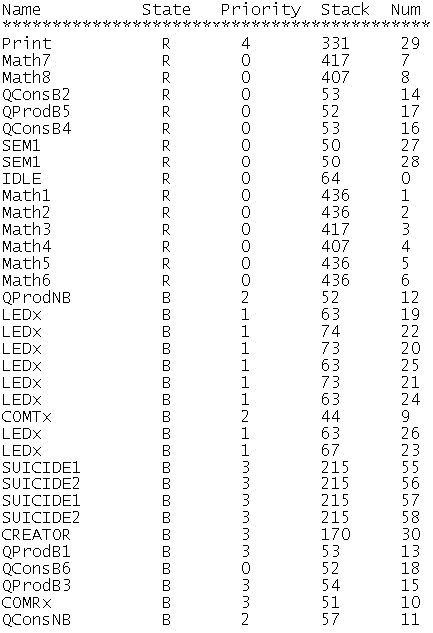 Name State Priority Stack Num
*******************************************
Print R 4 331 29
Math7 R 0 417 7
Math8 R 0 407 8
QConsB2 R 0 53 14
QProdB5 R 0 52 17
QConsB4 R 0 53 16
SEM1 R 0 50 27
SEM1 R 0 50 28
IDLE R 0 64 0
Math1 R 0 436 1
Math2 R 0 436 2
Math3 R 0 417 3
Math4 R 0 407 4
Math5 R 0 436 5
Math6 R 0 436 6
QProdNB B 2 52 12
LEDx B 1 63 19
LEDx B 1 74 22
LEDx B 1 73 20
LEDx B 1 63 25
LEDx B 1 73 21
LEDx B 1 63 24
COMTx B 2 44 9
LEDx B 1 63 26
LEDx B 1 67 23
SUICIDE1 B 3 215 55
SUICIDE2 B 3 215 56
SUICIDE1 B 3 215 57
SUICIDE2 B 3 215 58
CREATOR B 3 170 30
QProdB1 B 3 53 13
QConsB6 B 0 52 18
QProdB3 B 3 54 15
COMRx B 3 51 10
QConsNB B 2 57 11